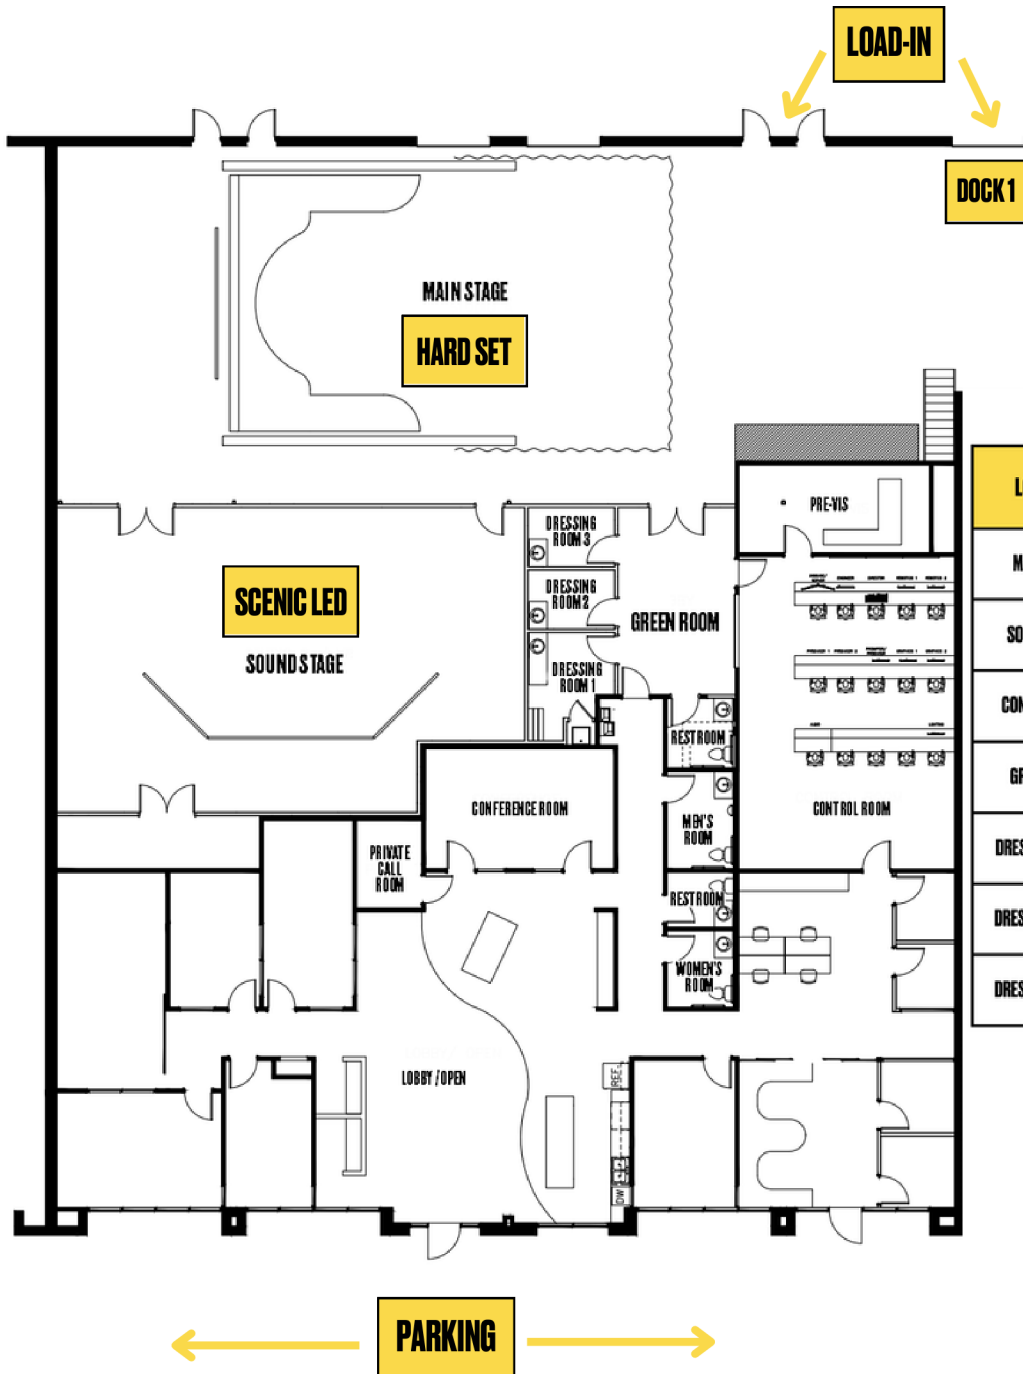 LOAD-IN
DOCK 1
MAIN STAGE
HARD SET
PRE-VIS
DRESSING
ROOM 3
DRESSING
ROOM 2
SCENIC LED
GREEN ROOM
SOUND STAGE
DRESSING
ROOM 1
RESTROOM
CONFERENCE ROOM
CONTROL ROOM
MEN'S
ROOM
PRIVATE
CALL
ROOM
RESTROOM
WOMEN'S
ROOM
LOBBY / OPEN
REF.
DW
PARKING